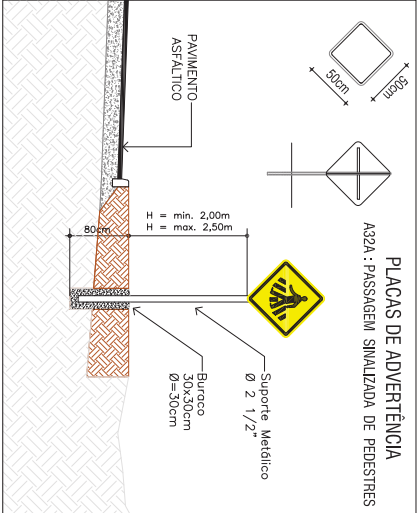 PLACAS DE ADVERTÊNCIA
A32A : PASSAGEM SINALIZADA DE PEDESTRES
50cm
50cm
PAVIMENTO
ASFÁLTICO
H = min. 2,00m
H = max. 2,50m
80cm
Suporte Metálico
Ø 2 1/2"
Buraco
30x30cm
Ø=30cm